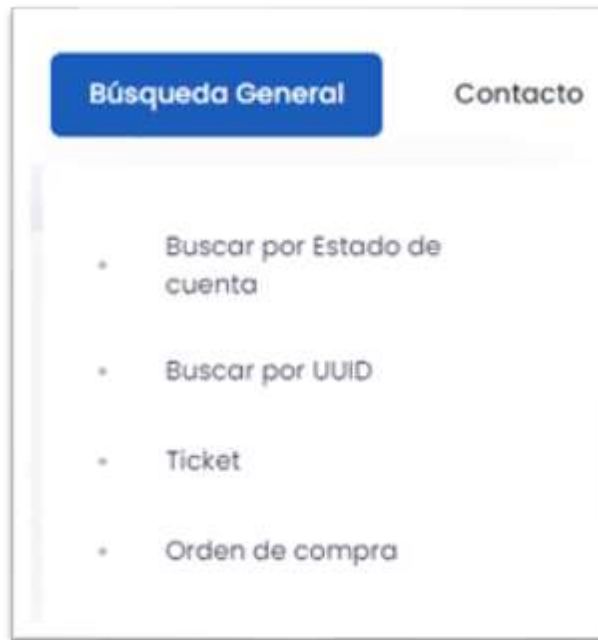 Búsqueda General
Contacto
Buscar por Estado de
cuenta
Buscar por UUID
Ticket
Orden de compra